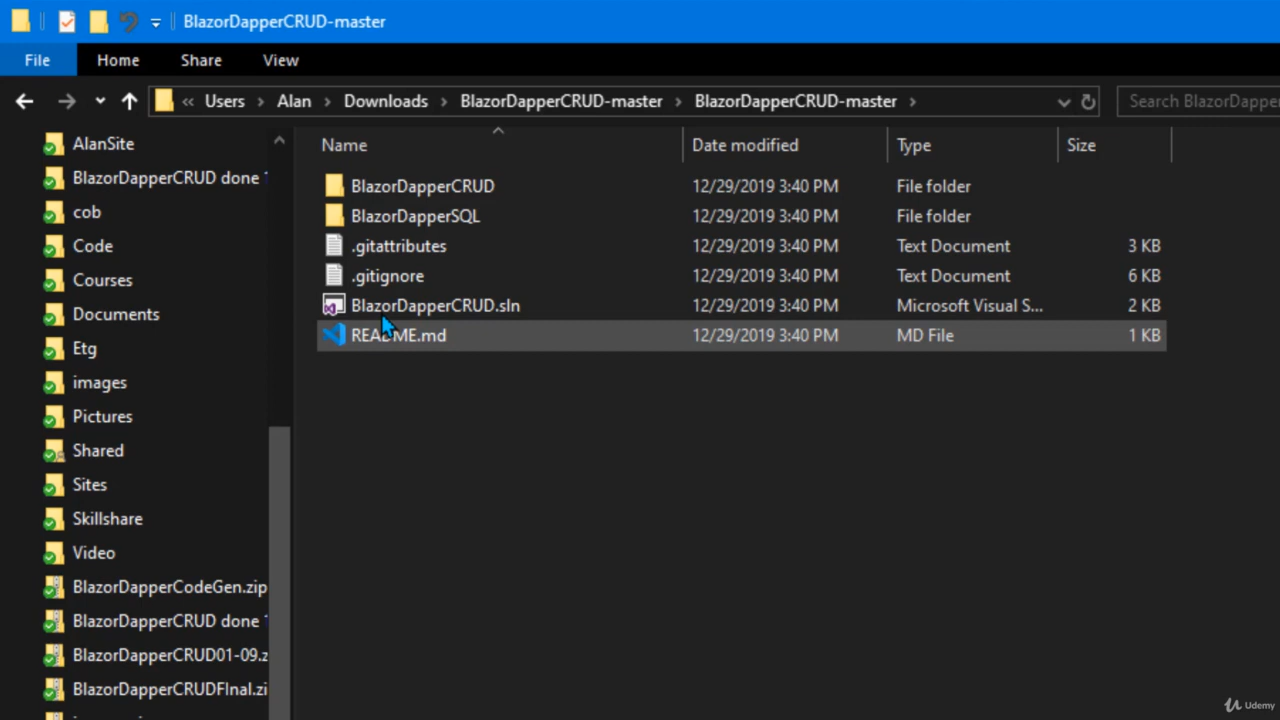 BlazorDapperCRUD-master
File Home Share View
« Users > Alan > Downloads > BlazorDapperCRUD-master > BlazorDapperCRUD-master >
Search BlazorDappe
Name Date modified Type Size
AlanSite
BlazorDapperCRUD done
cob
Code
Courses
Documents
Etg
images
Pictures
Shared
Sites
Skillshare
Video
BlazorDapperCodeGen.zip
BlazorDapperCRUD done
BlazorDapperCRUD01-09.z
BlazorDapperCRUDFInal.zi
BlazorDapperCRUD 12/29/2019 3:40 PM File folder
BlazorDapperSQL 12/29/2019 3:40 PM File folder
.gitattributes 12/29/2019 3:40 PM Text Document 3 KB
.gitignore 12/29/2019 3:40 PM Text Document 6 KB
BlazorDapperCRUD.sln 12/29/2019 3:40 PM Microsoft Visual S... 2 KB
README.md 12/29/2019 3:40 PM MD File 1 KB
Udemy